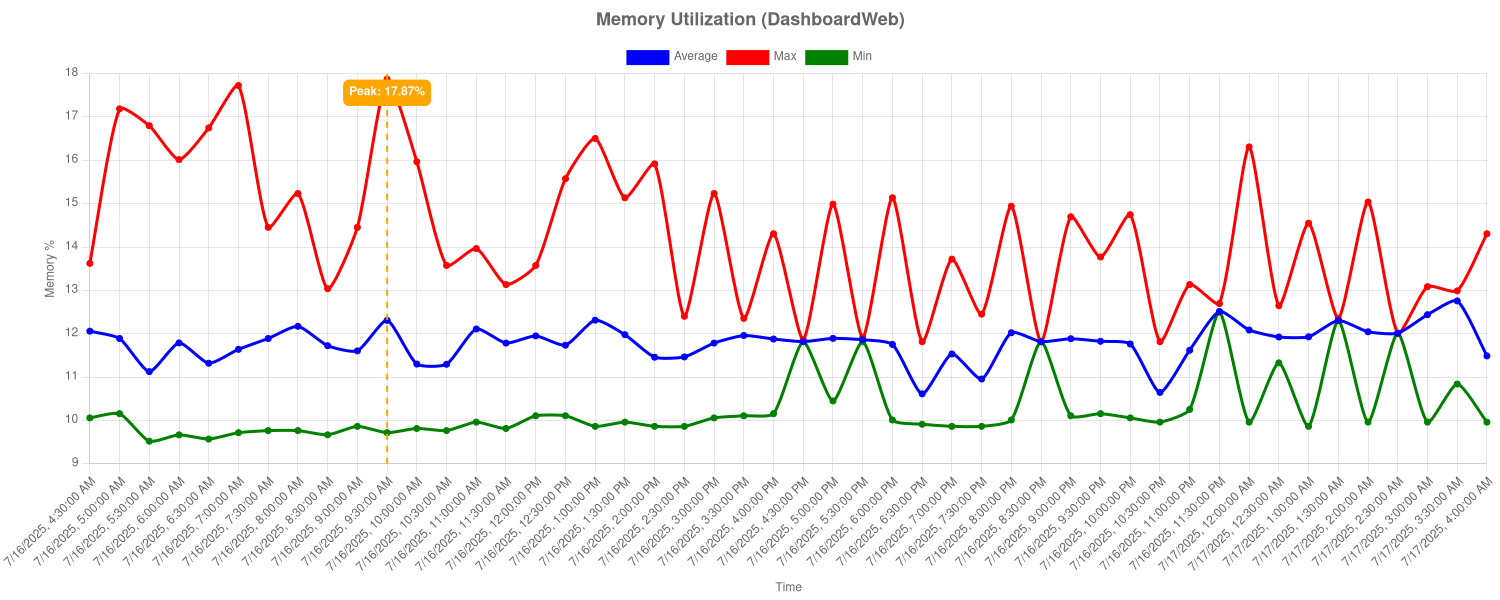 Memory Utilization (DashboardWeb)
Average Max Min
Peak: 17.87%
18
17
16
15
14
13
12
11
10
9
Memory %
7/16/2025, 4:30:00 AM
7/16/2025, 5:00:00 AM
7/16/2025, 5:30:00 AM
7/16/2025, 6:00:00 AM
7/16/2025, 6:30:00 AM
7/16/2025, 7:00:00 AM
7/16/2025, 7:30:00 AM
7/16/2025, 8:00:00 AM
7/16/2025, 8:30:00 AM
7/16/2025, 9:00:00 AM
7/16/2025, 9:30:00 AM
7/16/2025, 10:00:00 AM
7/16/2025, 10:30:00 AM
7/16/2025, 11:00:00 AM
7/16/2025, 11:30:00 AM
7/16/2025, 12:00:00 PM
7/16/2025, 12:30:00 PM
7/16/2025, 1:00:00 PM
7/16/2025, 1:30:00 PM
7/16/2025, 2:00:00 PM
7/16/2025, 2:30:00 PM
7/16/2025, 3:00:00 PM
7/16/2025, 3:30:00 PM
7/16/2025, 4:00:00 PM
7/16/2025, 4:30:00 PM
7/16/2025, 5:00:00 PM
7/16/2025, 5:30:00 PM
7/16/2025, 6:00:00 PM
7/16/2025, 6:30:00 PM
7/16/2025, 7:00:00 PM
7/16/2025, 7:30:00 PM
7/16/2025, 8:00:00 PM
7/16/2025, 8:30:00 PM
7/16/2025, 9:00:00 PM
7/16/2025, 9:30:00 PM
7/16/2025, 10:00:00 PM
7/16/2025, 10:30:00 PM
7/16/2025, 11:00:00 PM
7/16/2025, 11:30:00 PM
7/17/2025, 12:00:00 AM
7/17/2025, 12:30:00 AM
7/17/2025, 1:00:00 AM
7/17/2025, 1:30:00 AM
7/17/2025, 2:00:00 AM
7/17/2025, 2:30:00 AM
7/17/2025, 3:00:00 AM
7/17/2025, 3:30:00 AM
7/17/2025, 4:00:00 AM
Time